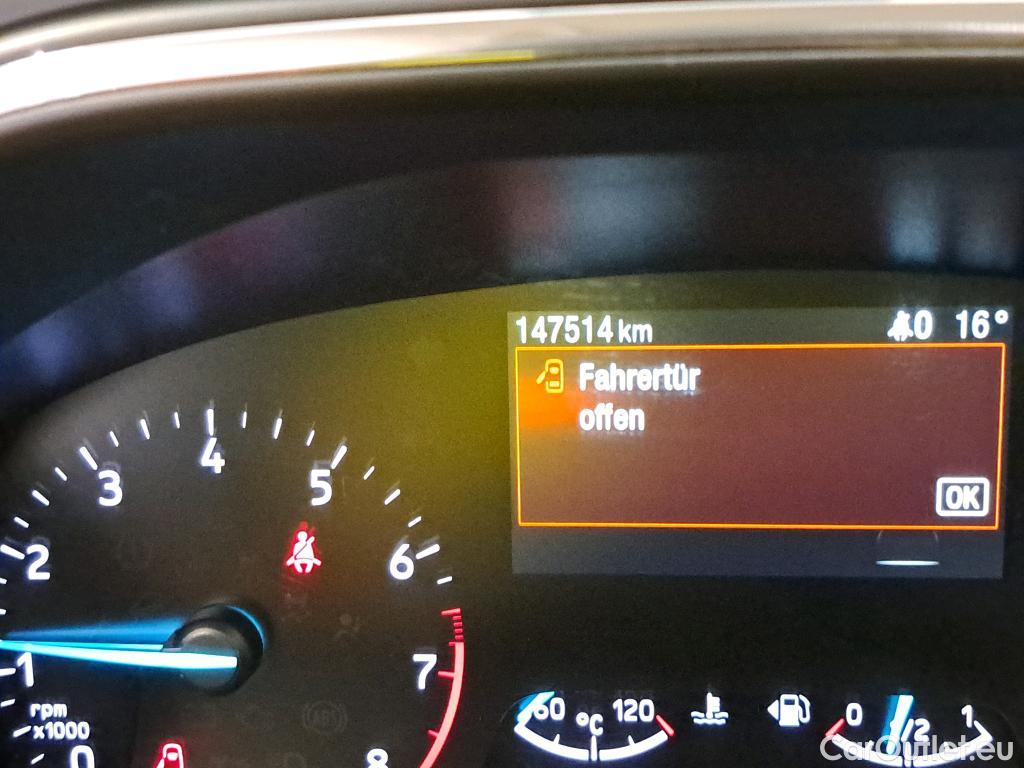 147514 km
0 16°
Fahrertür
offen
OK
4
3
5
2
6
1
7
rpm
x1000
0
8
60 °C 120
0 1/2 1
ABS
CarOutlet.eu